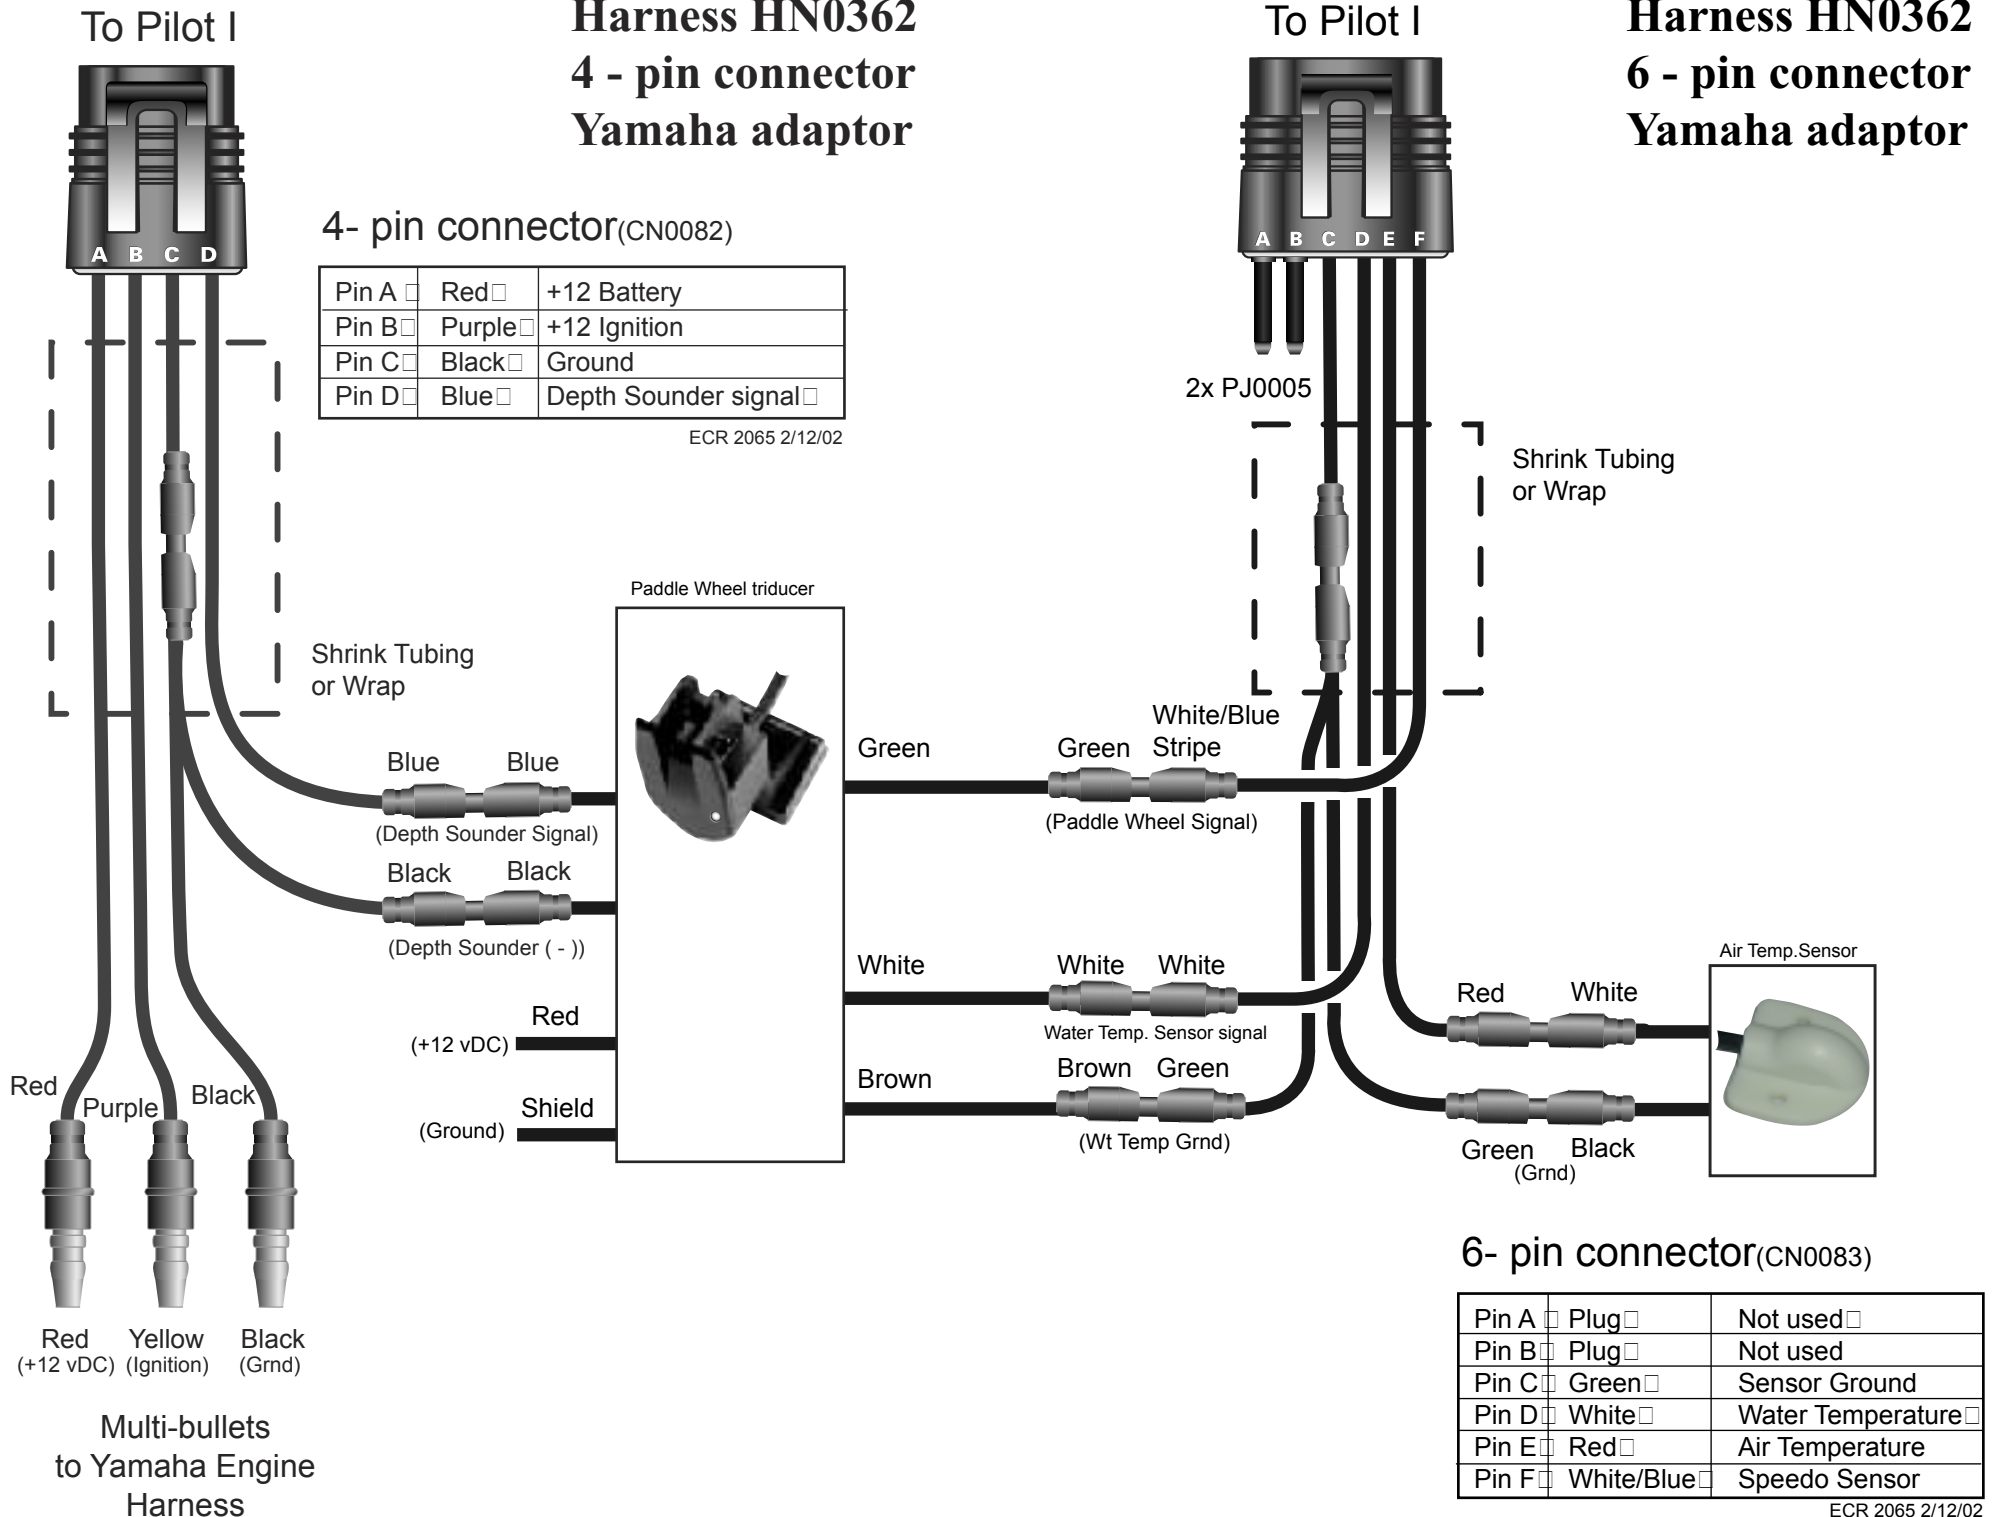 To Pilot I
Harness HN0362
4 - pin connector
Yamaha adaptor
A B C D
4- pin connector(CN0082)
Pin A Red +12 Battery
Pin B Purple +12 Ignition
Pin C Black Ground
Pin D Blue Depth Sounder signal
ECR 2065 2/12/02
Shrink Tubing
or Wrap
Paddle Wheel triducer
Blue Blue
(Depth Sounder Signal)
Black Black
(Depth Sounder ( - ))
Red
(+12 vDC)
Shield
(Ground)
Red
Purple
Black
Red
(+12 vDC)
Yellow
(Ignition)
Black
(Grnd)
Multi-bullets
to Yamaha Engine
Harness
To Pilot I
Harness HN0362
6 - pin connector
Yamaha adaptor
A B C D E F
2x PJ0005
Shrink Tubing
or Wrap
Green
Green
White/Blue
Stripe
(Paddle Wheel Signal)
White
White White
Water Temp. Sensor signal
Brown
Brown Green
(Wt Temp Grnd)
Air Temp.Sensor
Red White
Green Black
(Grnd)
6- pin connector(CN0083)
Pin A Plug Not used
Pin B Plug Not used
Pin C Green Sensor Ground
Pin D White Water Temperature
Pin E Red Air Temperature
Pin F White/Blue Speedo Sensor
ECR 2065 2/12/02